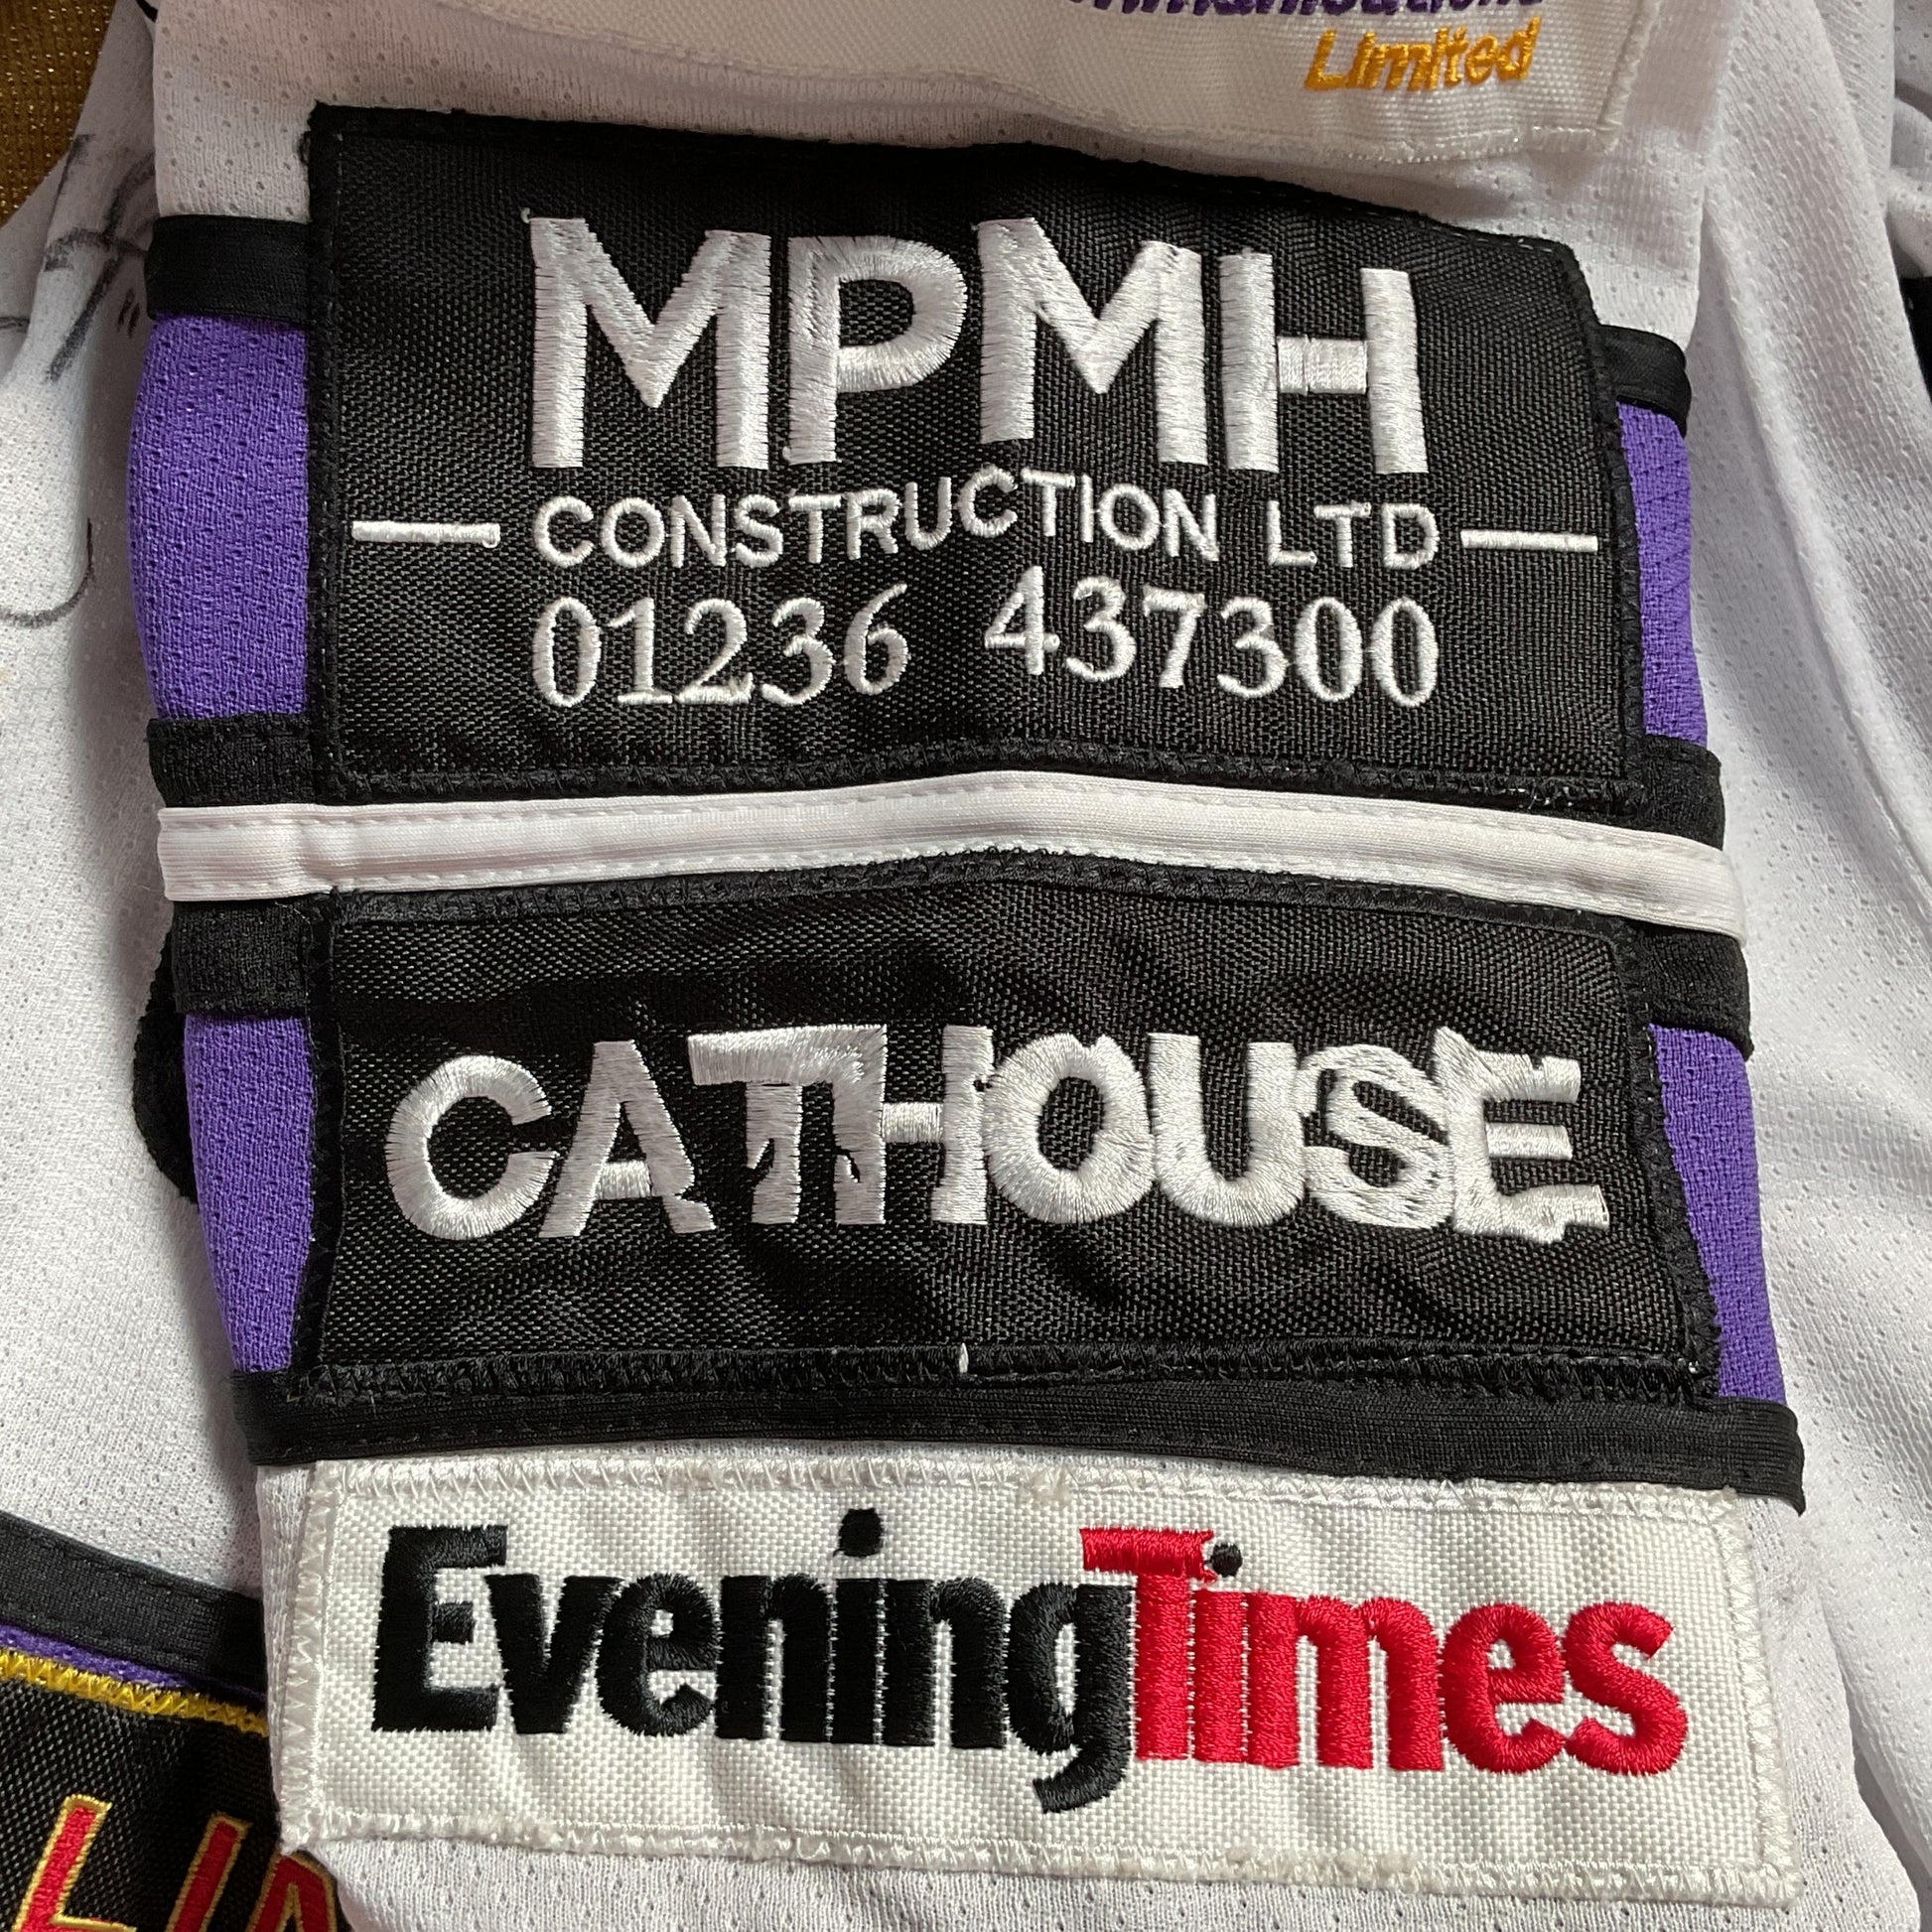 Limited
MPMH
CONSTRUCTION LTD
01236 437300
CATHOUSE
EveningTimes